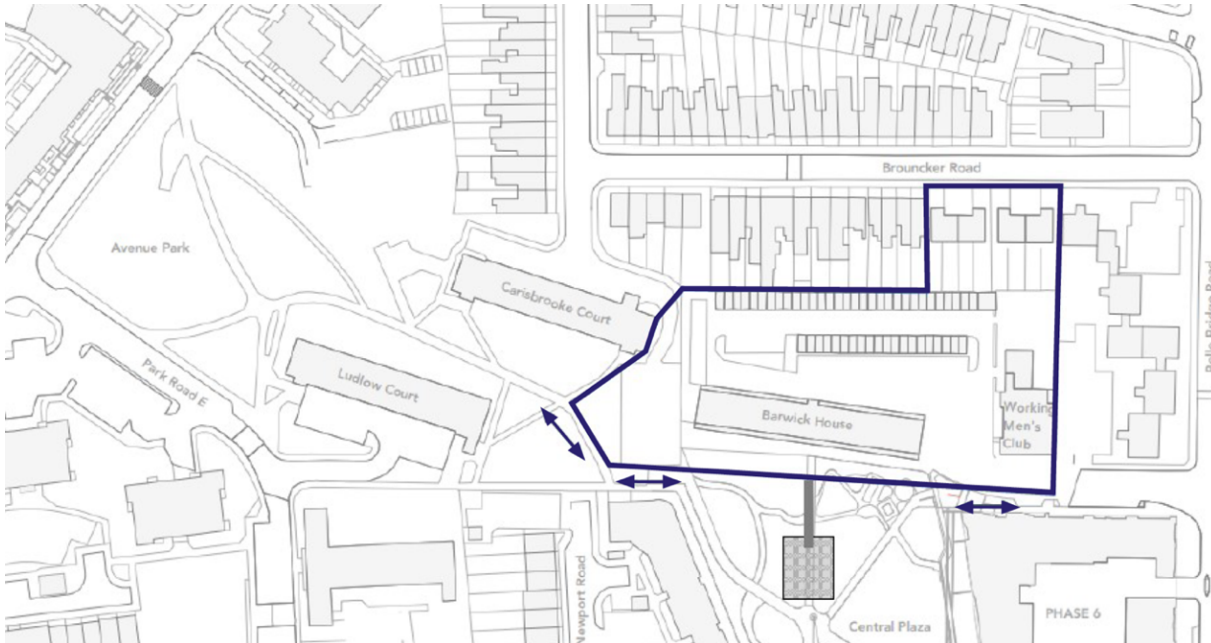 Brouncker Road
Avenue Park
Carisbrooke Court
Park Road E
Ludlow Court
Barwick House
Working
Men's
Club
Newport Road
Central Plaza
PHASE 6